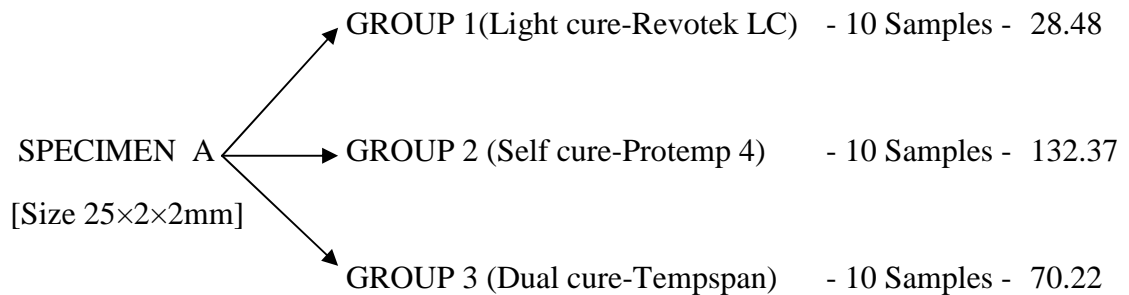 GROUP 1(Light cure-Revotek LC) - 10 Samples - 28.48
SPECIMEN A GROUP 2 (Self cure-Protemp 4) - 10 Samples - 132.37
[Size 25×2×2mm]
GROUP 3 (Dual cure-Tempspan) - 10 Samples - 70.22